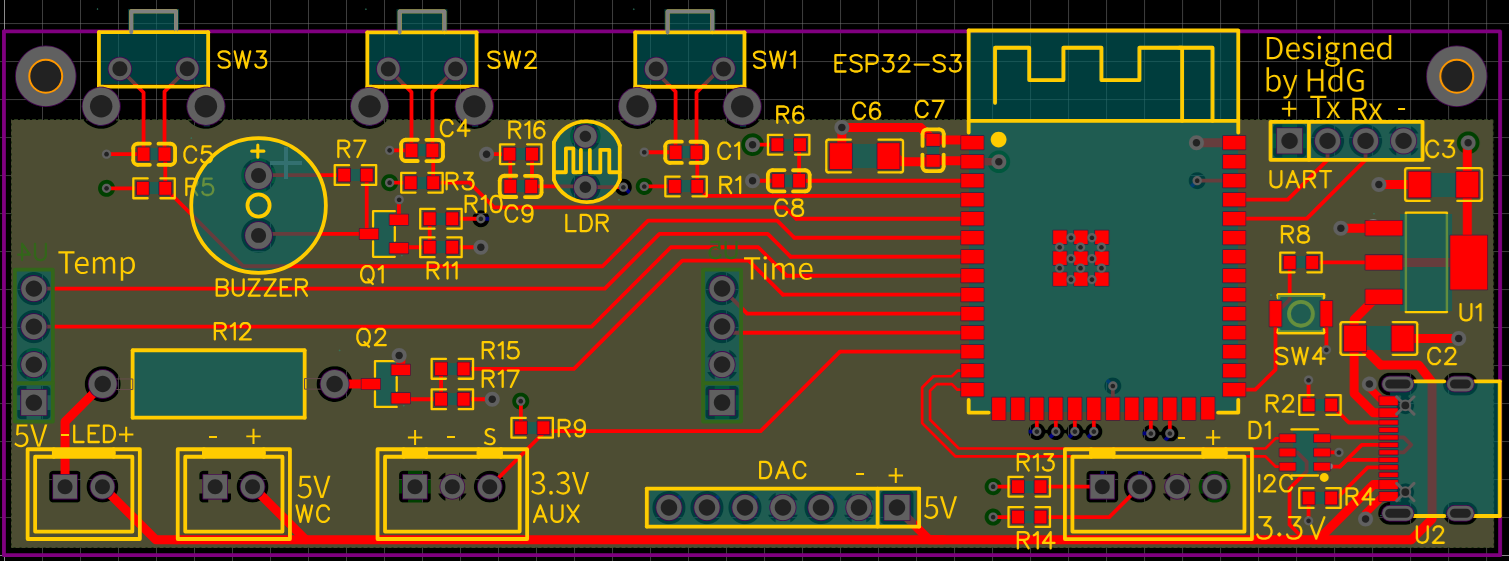 SW3
SW2
SW1
ESP32-S3
Designed
by HdG
+ Tx Rx -
C5
C4
R16
C1
R6
C6
C7
C3
+
R7
R5
R3
R10
C9
LDR
R1
C8
UART
Q1
R11
R8
Temp
BUZZER
Time
U4
U1
R12
Q2
R15
R17
SW4
C2
R2
5V -LED+
- +
+ - S
R9
D1
- +
5V
WC
3.3V
AUX
DAC - +
5V
R13
R14
I2C
3.3V
R4
U2